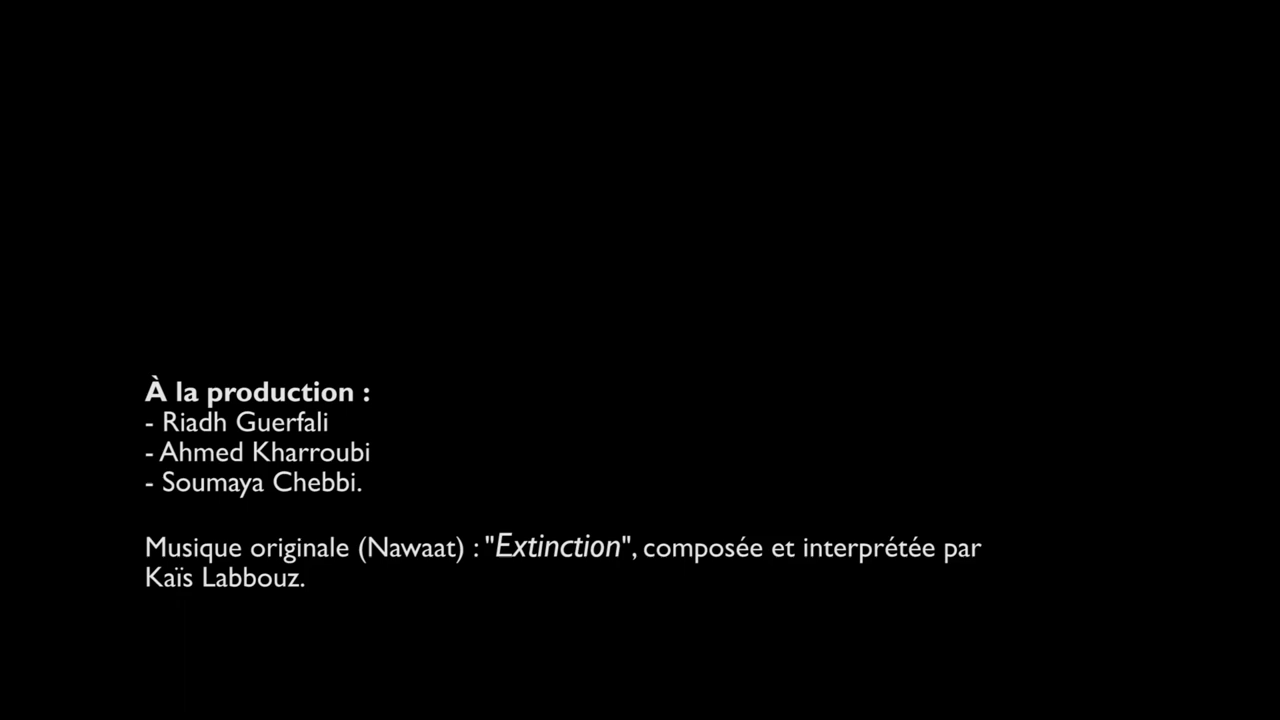 À la production :
- Riadh Guerfali
- Ahmed Kharroubi
- Soumaya Chebbi.
Musique originale (Nawaat) : "Extinction", composée et interprétée par
Kaïs Labbouz.